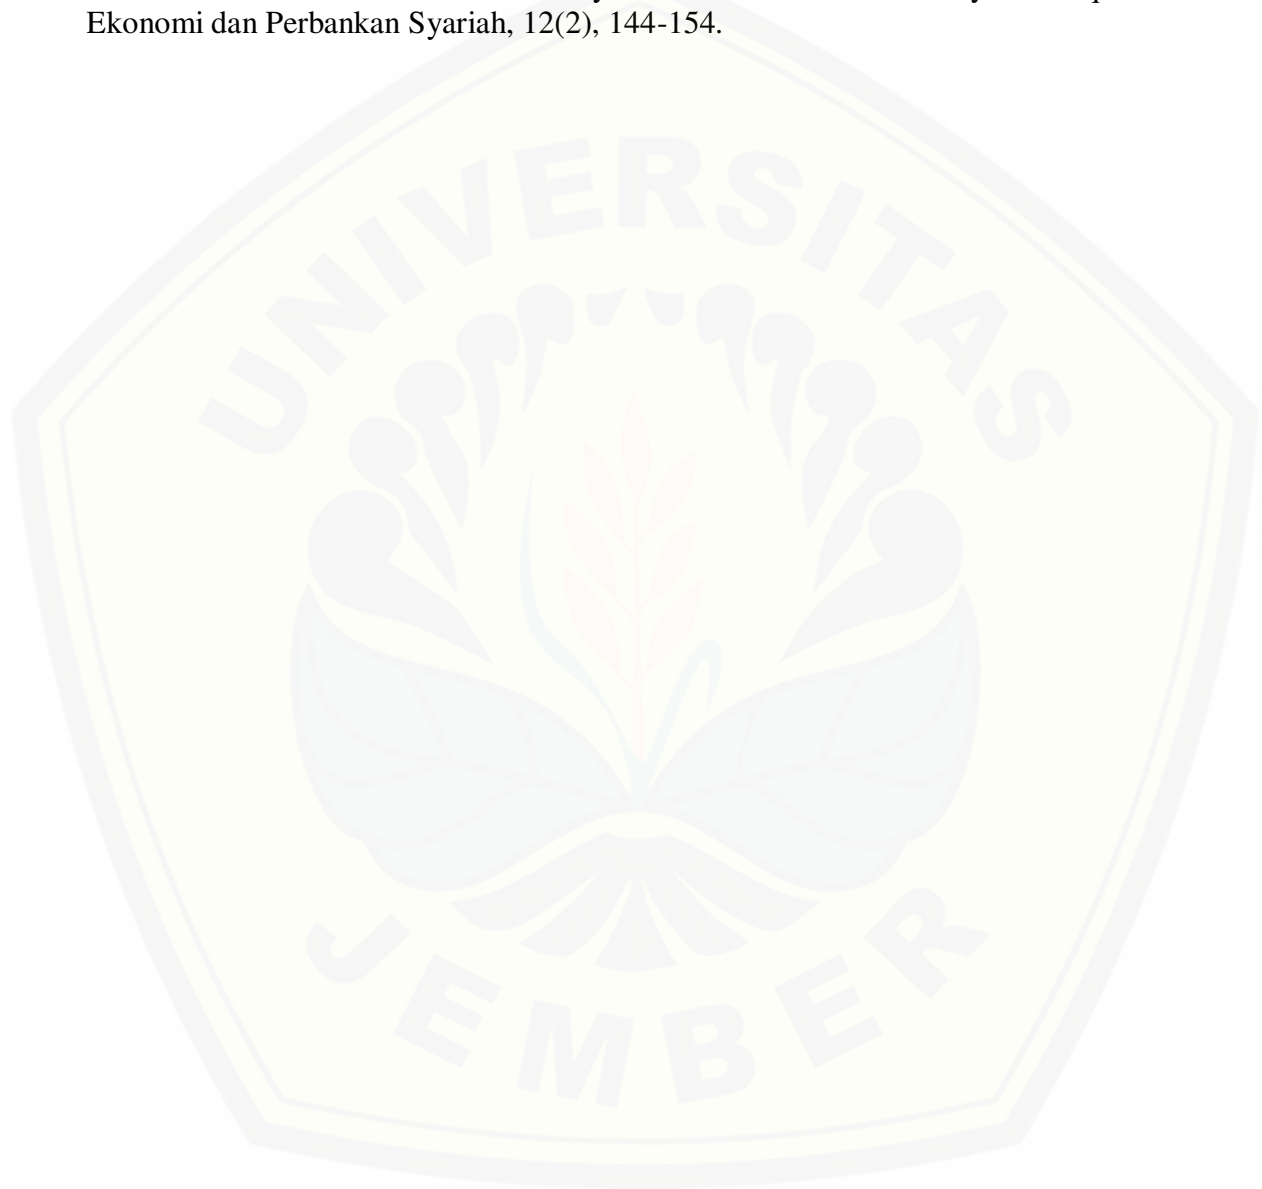 Ekonomi dan Perbankan Syariah, 12(2), 144-154.
UNIVERSITAS
JEMBER